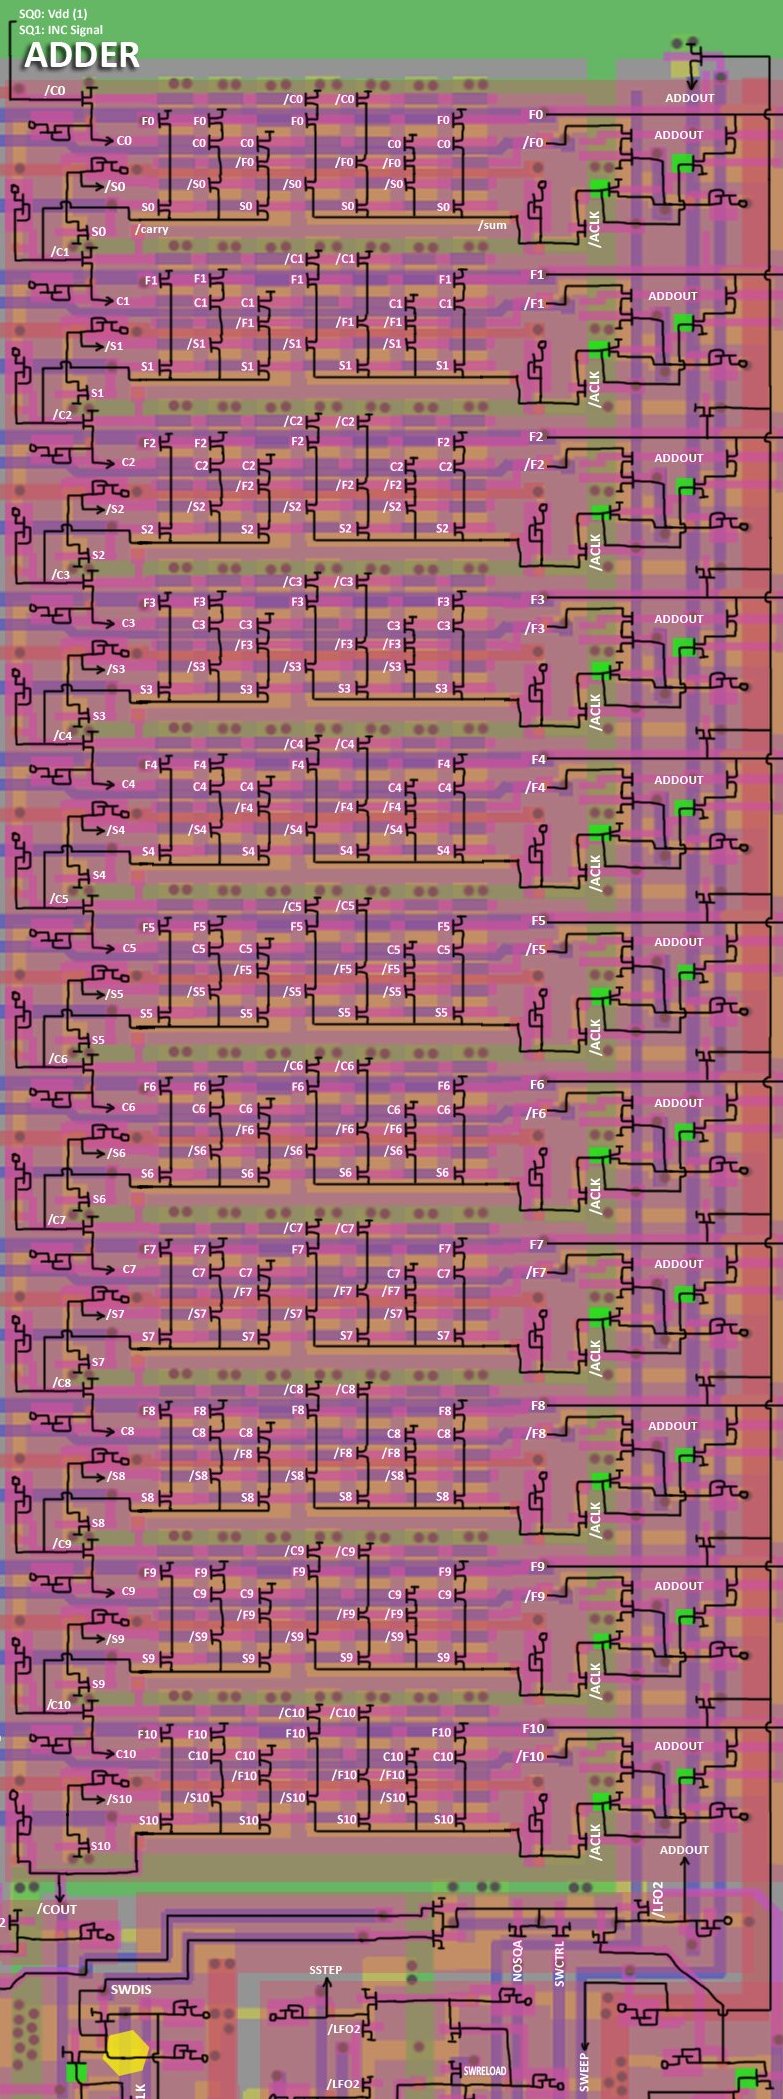 SQ0: Vdd (1)
SQ1: INC Signal
ADDER
/C0 /C0 /C0 ADDOUT
F0 F0 F0 F0 F0 ADDOUT
C0 C0 C0 C0 C0 /F0
/F0 /F0 /F0
/S0 /S0 /S0 /S0
S0 S0 S0 S0
S0 /carry /sum /ACLK
/C1 /C1 /C1
F1 F1 F1 F1 F1 ADDOUT
C1 C1 C1 C1 C1 /F1
/F1 /F1 /F1
/S1 /S1 /S1 /S1
S1 S1 S1 S1
S1 /ACLK
/C2 /C2 /C2
F2 F2 F2 F2 F2 ADDOUT
C2 C2 C2 C2 C2 /F2
/F2 /F2 /F2
/S2 /S2 /S2 /S2
S2 S2 S2 S2
S2 /ACLK
/C3 /C3 /C3
F3 F3 F3 F3 F3 ADDOUT
C3 C3 C3 C3 C3 /F3
/F3 /F3 /F3
/S3 /S3 /S3 /S3
S3 S3 S3 S3
S3 /ACLK
/C4 /C4 /C4
F4 F4 F4 F4 F4 ADDOUT
C4 C4 C4 C4 C4 /F4
/F4 /F4 /F4
/S4 /S4 /S4 /S4
S4 S4 S4 S4
S4 /ACLK
/C5 /C5 /C5
F5 F5 F5 F5 F5 ADDOUT
C5 C5 C5 C5 C5 /F5
/F5 /F5 /F5
/S5 /S5 /S5 /S5
S5 S5 S5 S5
S5 /ACLK
/C6 /C6 /C6
F6 F6 F6 F6 F6 ADDOUT
C6 C6 C6 C6 C6 /F6
/F6 /F6 /F6
/S6 /S6 /S6 /S6
S6 S6 S6 S6
S6 /ACLK
/C7 /C7 /C7
F7 F7 F7 F7 F7 ADDOUT
C7 C7 C7 C7 C7 /F7
/F7 /F7 /F7
/S7 /S7 /S7 /S7
S7 S7 S7 S7
S7 /ACLK
/C8 /C8 /C8
F8 F8 F8 F8 F8 ADDOUT
C8 C8 C8 C8 C8 /F8
/F8 /F8 /F8
/S8 /S8 /S8 /S8
S8 S8 S8 S8
S8 /ACLK
/C9 /C9 /C9
F9 F9 F9 F9 F9 ADDOUT
C9 C9 C9 C9 C9 /F9
/F9 /F9 /F9
/S9 /S9 /S9 /S9
S9 S9 S9 S9
S9 /ACLK
/C10 /C10 /C10
F10 F10 F10 F10 F10 ADDOUT
C10 C10 C10 C10 C10 /F10
/F10 /F10 /F10
/S10 /S10 /S10 /S10
S10 S10 S10 S10
S10 /ACLK ADDOUT
/COUT /LFO2
NOSQA SWCTRL
SSTEP
SWDIS
/LFO2
SWRELOAD SWEEP
/LFO2
LK